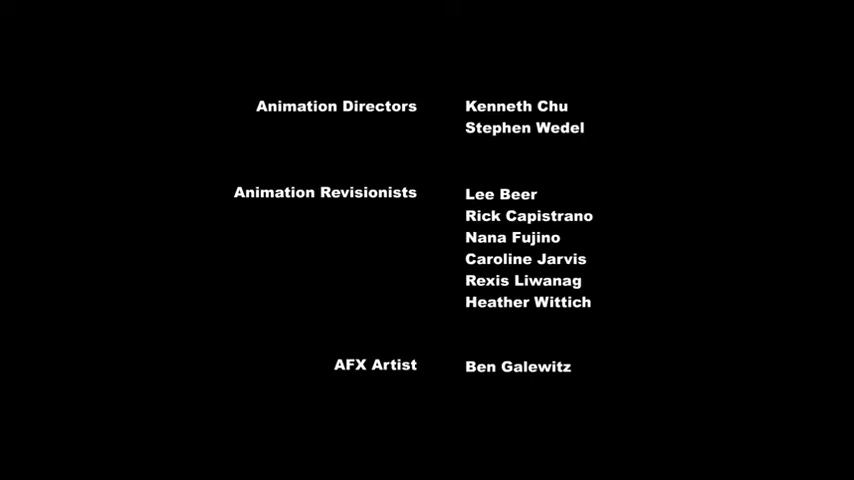 Animation Directors Kenneth Chu
Stephen Wedel
Animation Revisionists Lee Beer
Rick Capistrano
Nana Fujino
Caroline Jarvis
Rexis Liwanag
Heather Wittich
AFX Artist Ben Galewitz